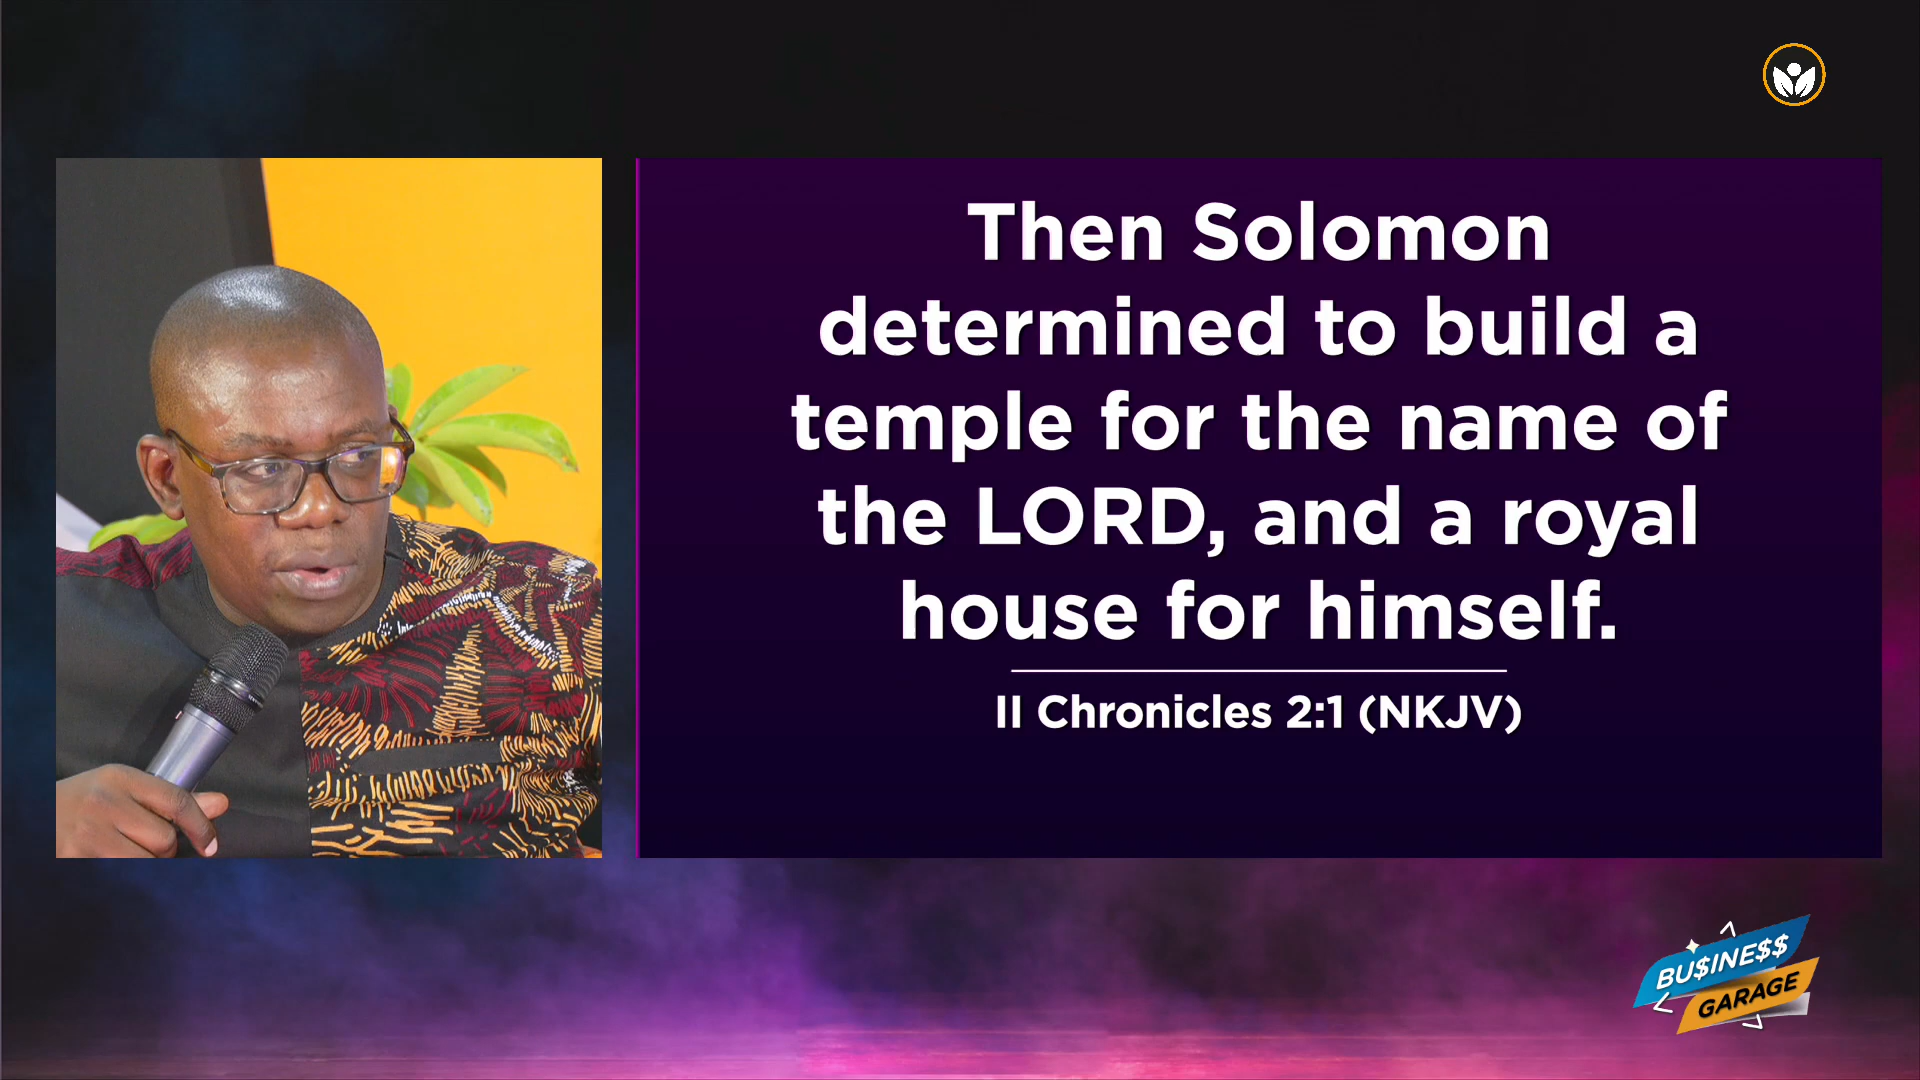 Then Solomon
determined to build a
temple for the name of
the LORD, and a royal
house for himself.
II Chronicles 2:1 (NKJV)
BU$INE$$
GARAGE